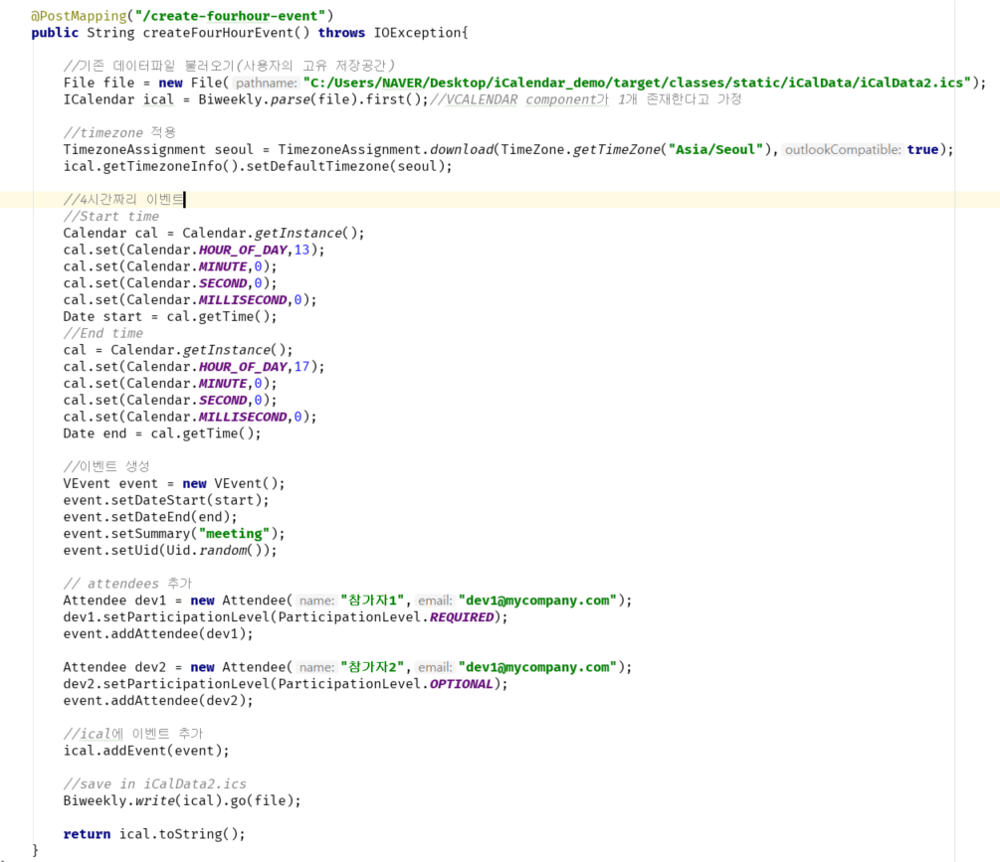 @PostMapping("/create-fourhour-event")
public String createFourHourEvent() throws IOException{
//기존 데이터파일 불러오기(사용자의 고유 저장공간)
File file = new File( pathname: "C:/Users/NAVER/Desktop/iCalendar_demo/target/classes/static/iCalData/iCalData2.ics");
ICalendar ical = Biweekly.parse(file).first();//VCALENDAR component가 1개 존재한다고 가정
//timezone 적용
TimezoneAssignment seoul = TimezoneAssignment.download(TimeZone.getTimeZone("Asia/Seoul"), outlookCompatible: true);
ical.getTimezoneInfo().setDefaultTimezone(seoul);
//4시간짜리 이벤트
//Start time
Calendar cal = Calendar.getInstance();
cal.set(Calendar.HOUR_OF_DAY,13);
cal.set(Calendar.MINUTE,0);
cal.set(Calendar.SECOND,0);
cal.set(Calendar.MILLISECOND,0);
Date start = cal.getTime();
//End time
cal = Calendar.getInstance();
cal.set(Calendar.HOUR_OF_DAY,17);
cal.set(Calendar.MINUTE,0);
cal.set(Calendar.SECOND,0);
cal.set(Calendar.MILLISECOND,0);
Date end = cal.getTime();
//이벤트 생성
VEvent event = new VEvent();
event.setDateStart(start);
event.setDateEnd(end);
event.setSummary("meeting");
event.setUid(Uid.random());
// attendees 추가
Attendee dev1 = new Attendee( name: "참가자1", email: "dev1@mycompany.com");
dev1.setParticipationLevel(ParticipationLevel.REQUIRED);
event.addAttendee(dev1);
Attendee dev2 = new Attendee( name: "참가자2", email: "dev1@mycompany.com");
dev2.setParticipationLevel(ParticipationLevel.OPTIONAL);
event.addAttendee(dev2);
//ical에 이벤트 추가
ical.addEvent(event);
//save in iCalData2.ics
Biweekly.write(ical).go(file);
return ical.toString();
}